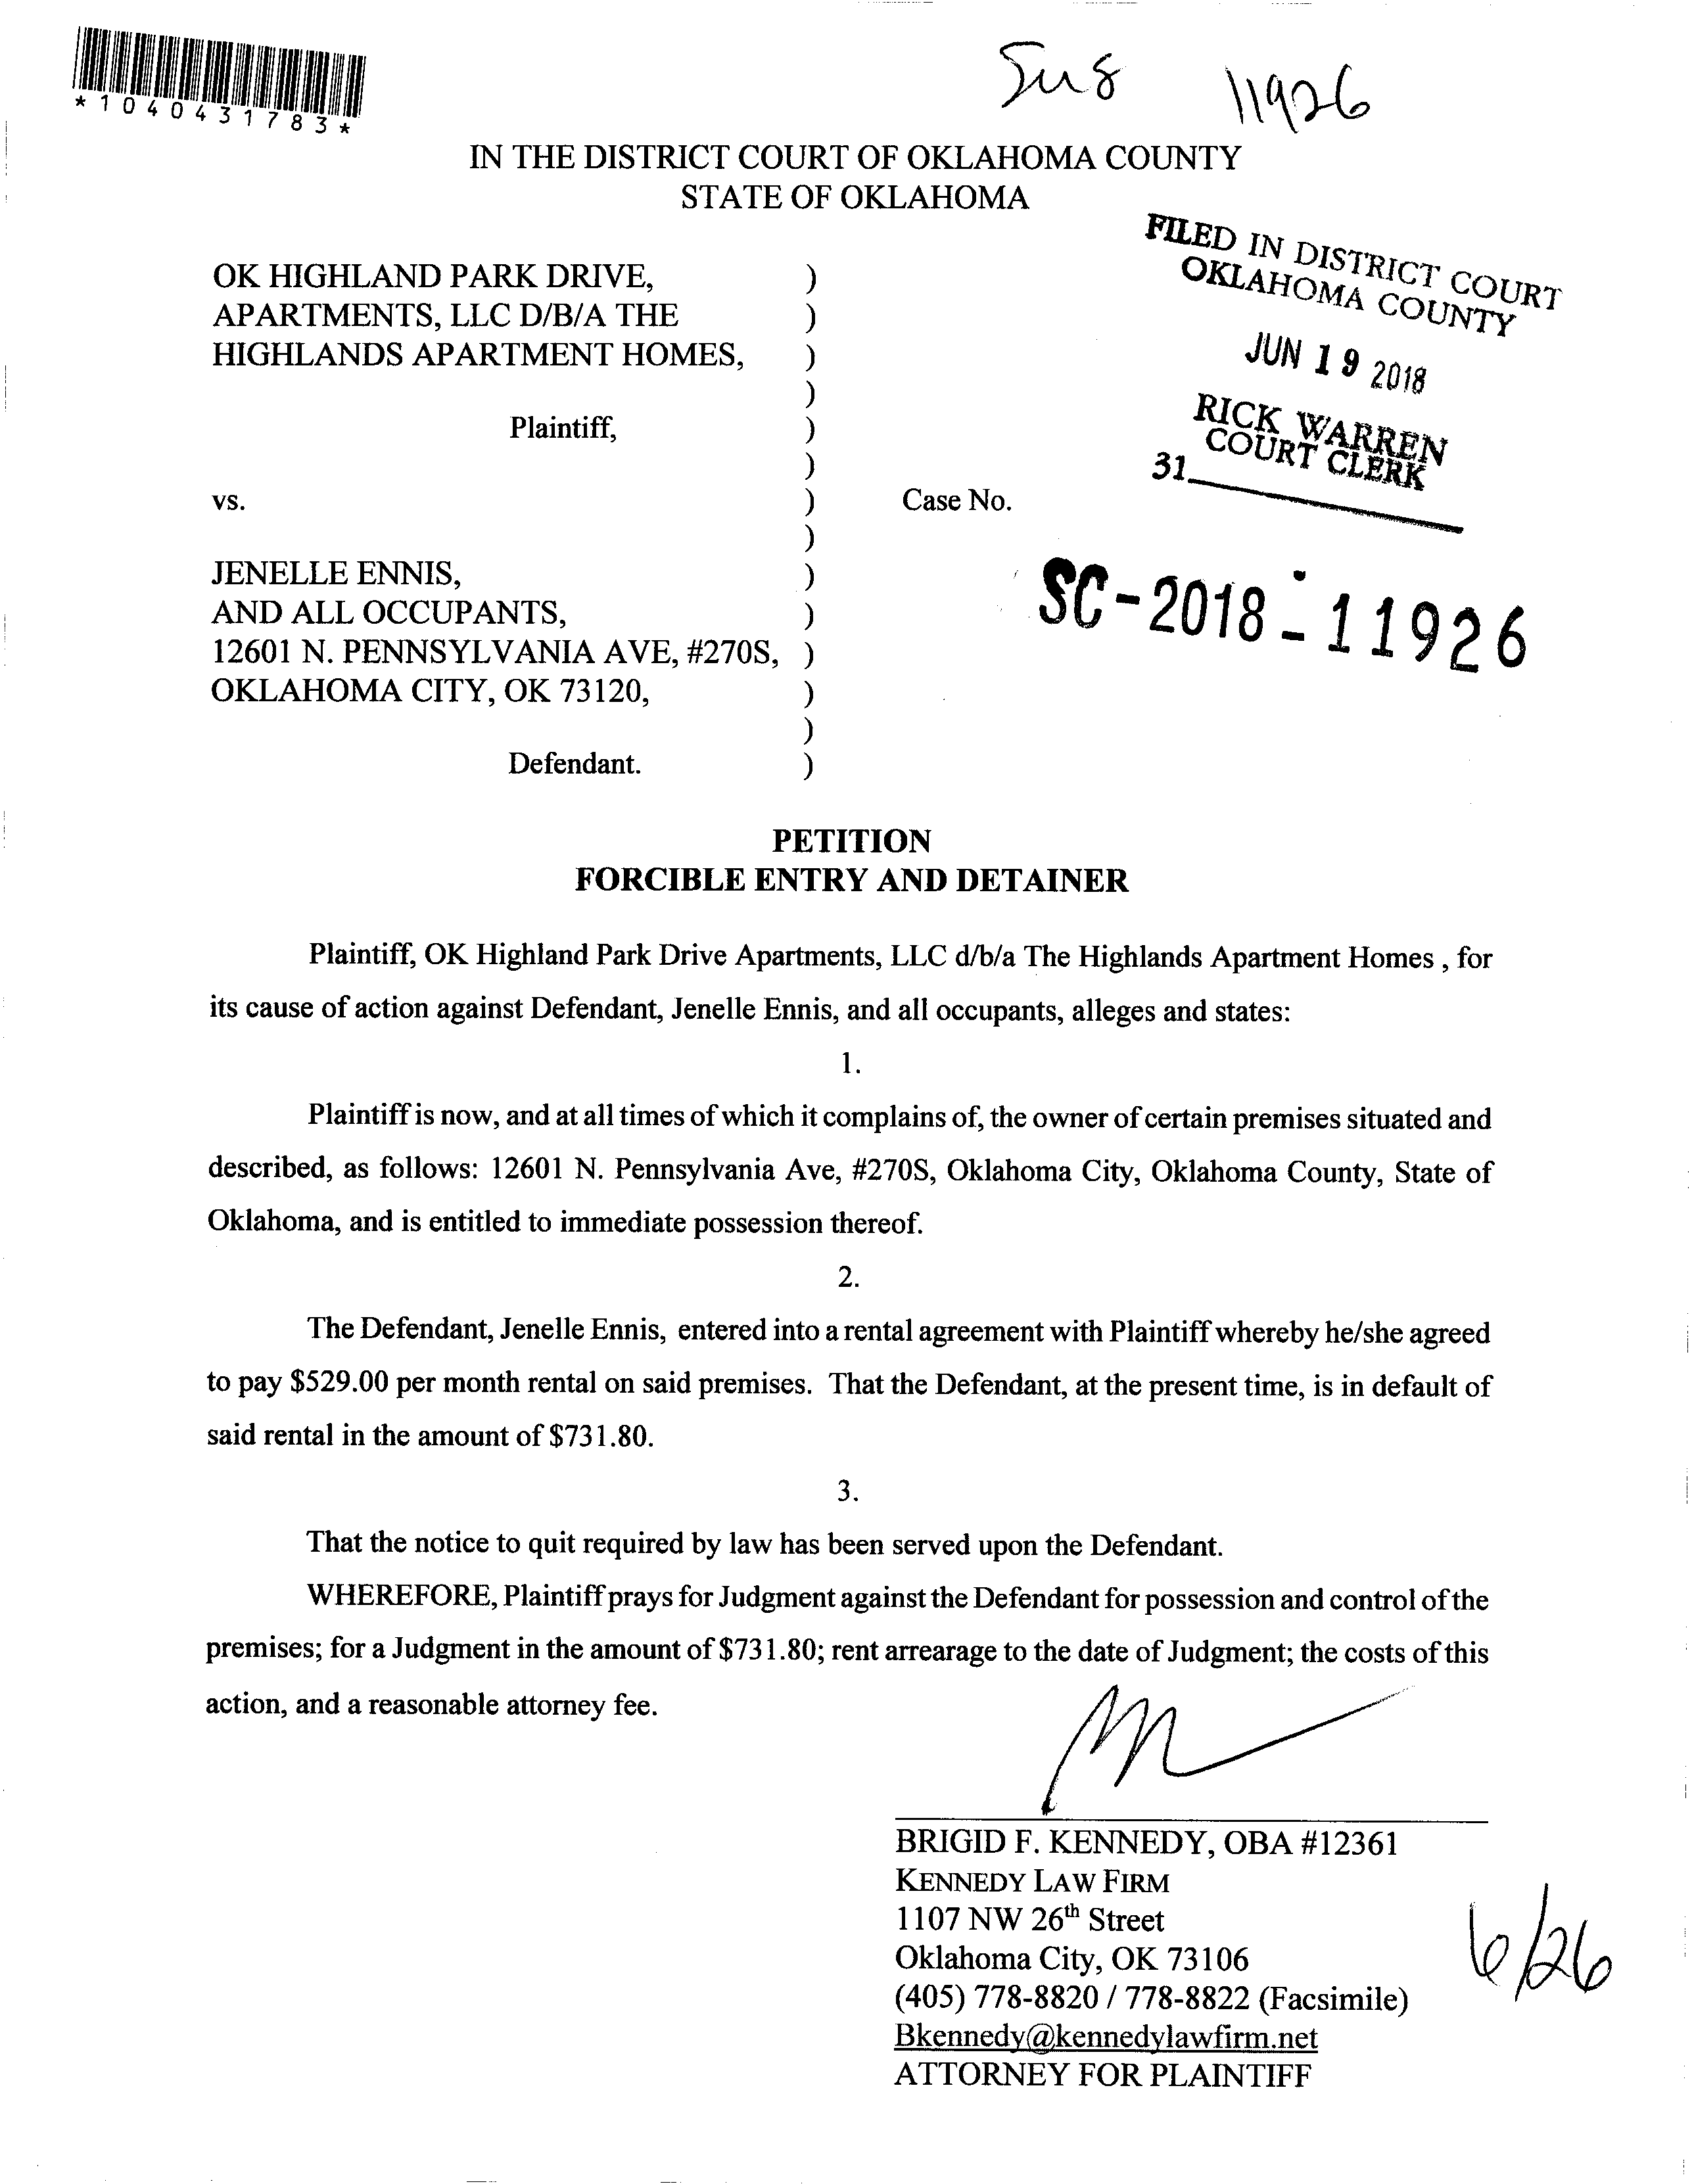 *1040431783*
11926
IN THE DISTRICT COURT OF OKLAHOMA COUNTY
STATE OF OKLAHOMA
FILED IN DISTRICT COURT
OKLAHOMA COUNTY
JUN 19 2018
RICK WARREN
COURT CLERK
31
OK HIGHLAND PARK DRIVE, )
APARTMENTS, LLC D/B/A THE )
HIGHLANDS APARTMENT HOMES, )
)
Plaintiff, )
)
vs. ) Case No.
)
SC-2018-11926
JENELLE ENNIS, )
AND ALL OCCUPANTS, )
12601 N. PENNSYLVANIA AVE, #270S, )
OKLAHOMA CITY, OK 73120, )
)
Defendant. )
PETITION
FORCIBLE ENTRY AND DETAINER
Plaintiff, OK Highland Park Drive Apartments, LLC d/b/a The Highlands Apartment Homes , for
its cause of action against Defendant, Jenelle Ennis, and all occupants, alleges and states:
1.
Plaintiff is now, and at all times of which it complains of, the owner of certain premises situated and
described, as follows: 12601 N. Pennsylvania Ave, #270S, Oklahoma City, Oklahoma County, State of
Oklahoma, and is entitled to immediate possession thereof.
2.
The Defendant, Jenelle Ennis, entered into a rental agreement with Plaintiff whereby he/she agreed
to pay $529.00 per month rental on said premises. That the Defendant, at the present time, is in default of
said rental in the amount of $731.80.
3.
That the notice to quit required by law has been served upon the Defendant.
WHEREFORE, Plaintiff prays for Judgment against the Defendant for possession and control of the
premises; for a Judgment in the amount of $731.80; rent arrearage to the date of Judgment; the costs of this
action, and a reasonable attorney fee.
BRIGID F. KENNEDY, OBA #12361
KENNEDY LAW FIRM
1107 NW 26th Street
Oklahoma City, OK 73106
(405) 778-8820 / 778-8822 (Facsimile)
Bkennedy@kennedylawfirm.net
ATTORNEY FOR PLAINTIFF
6/26